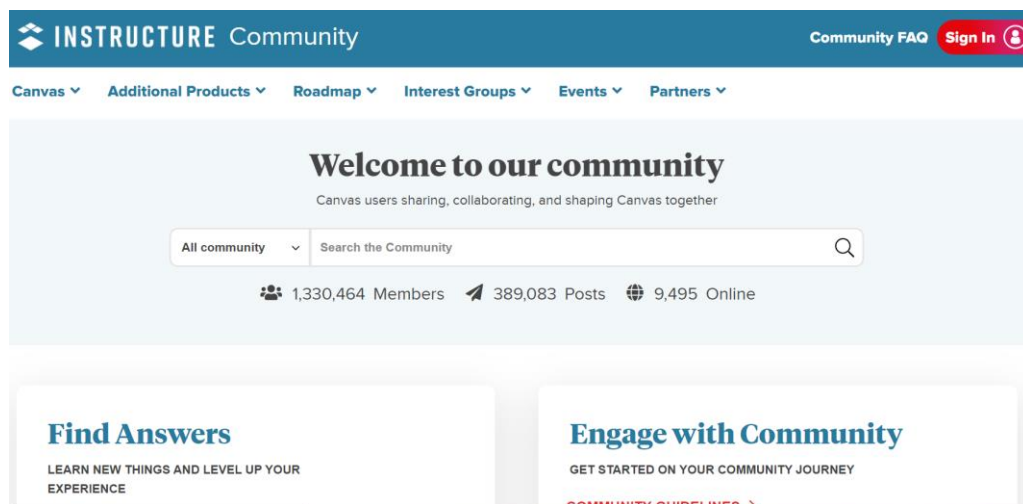 INSTRUCTURE Community
Community FAQ Sign In
Canvas Additional Products Roadmap Interest Groups Events Partners
Welcome to our community
Canvas users sharing, collaborating, and shaping Canvas together
All community Search the Community
1,330,464 Members 389,083 Posts 9,495 Online
Find Answers
LEARN NEW THINGS AND LEVEL UP YOUR
EXPERIENCE
Engage with Community
GET STARTED ON YOUR COMMUNITY JOURNEY
COMMUNITY GUIDELINES